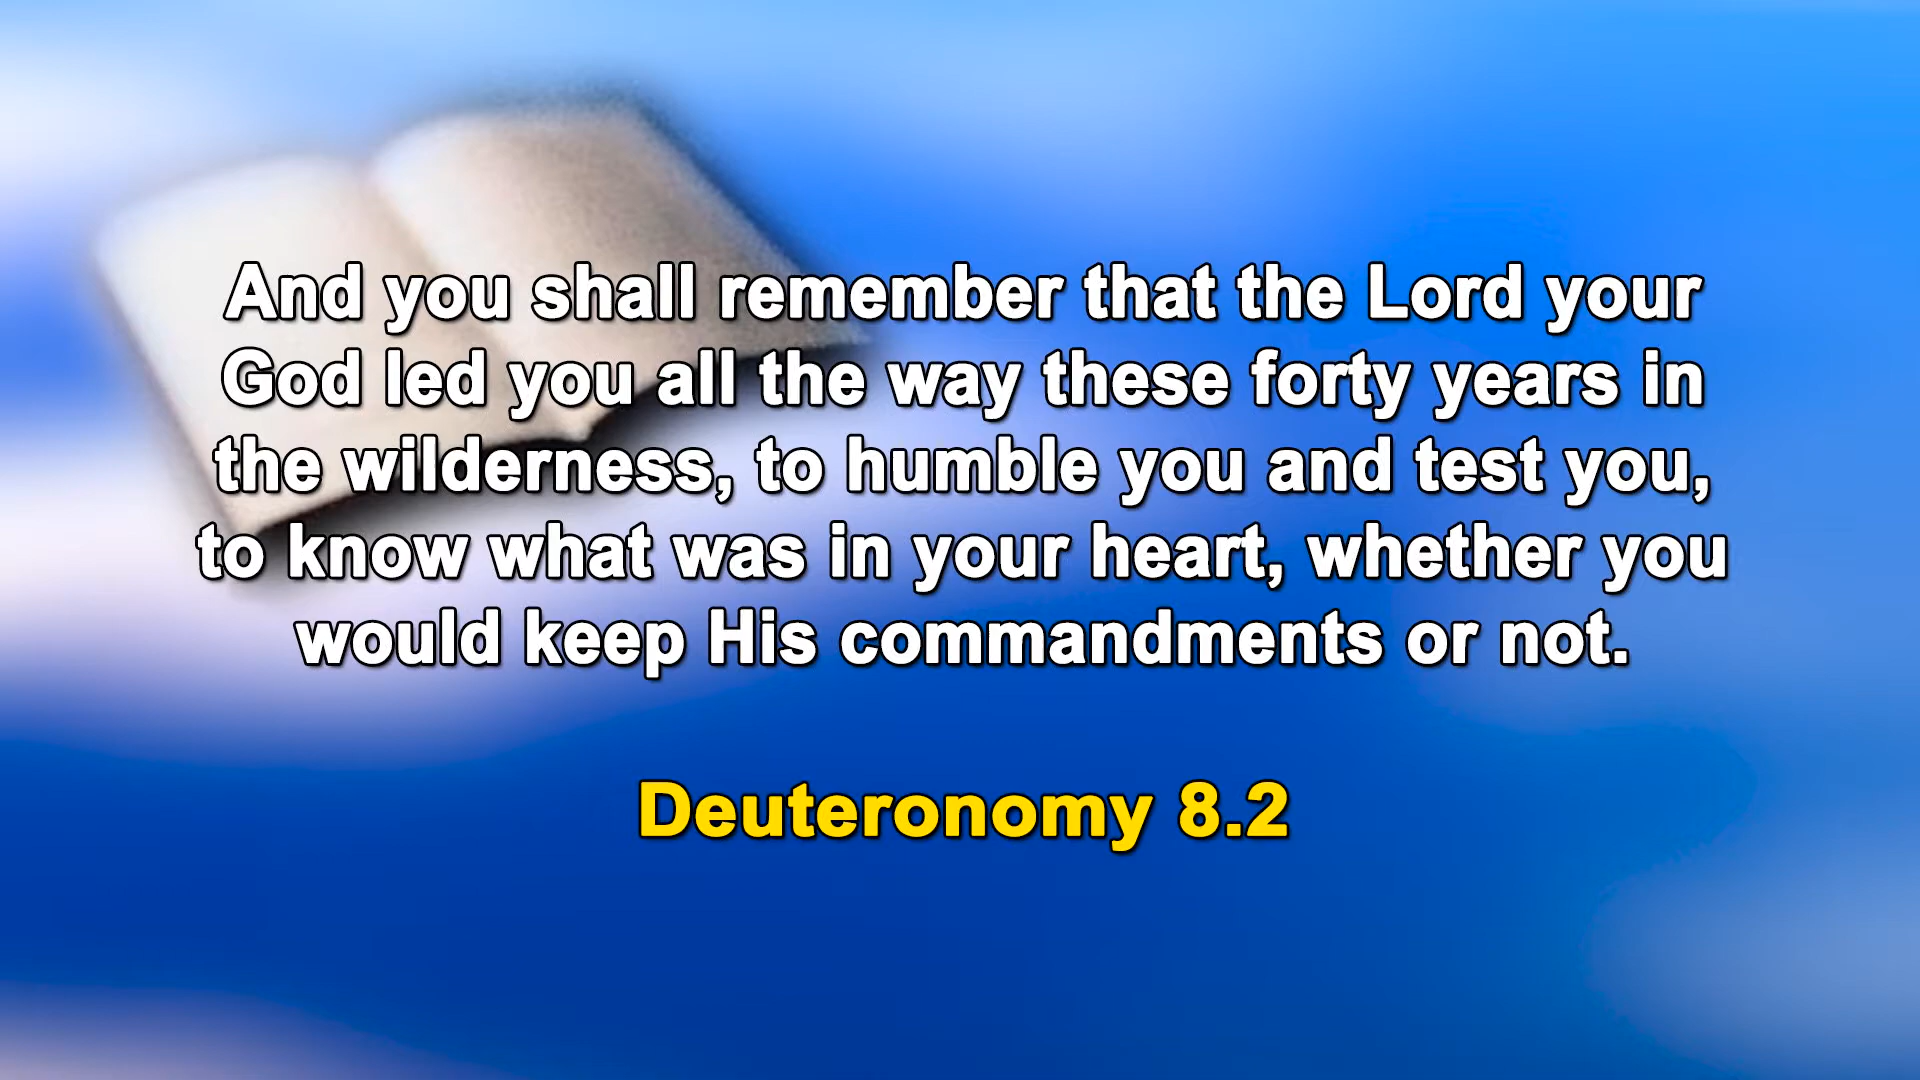 And you shall remember that the Lord your
God led you all the way these forty years in
the wilderness, to humble you and test you,
to know what was in your heart, whether you
would keep His commandments or not.
Deuteronomy 8.2